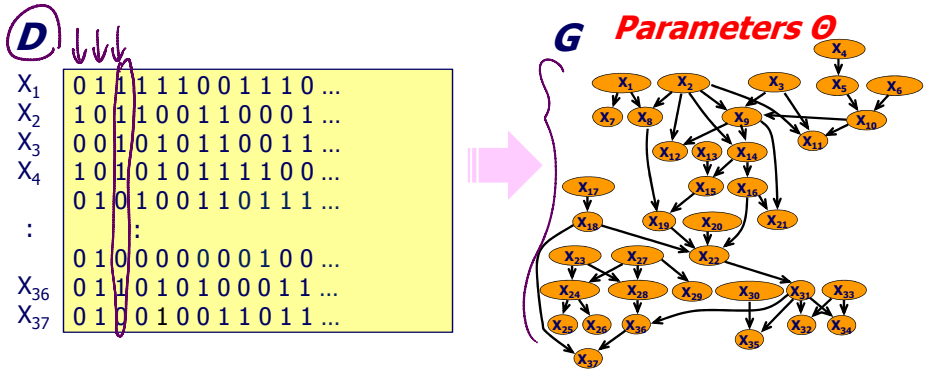 D
G
Parameters Θ
X1 0 1 1 1 1 1 0 0 1 1 1 0 ...
X2 1 0 1 1 0 0 1 1 0 0 0 1 ...
X3 0 0 1 0 1 0 1 1 0 0 1 1 ...
X4 1 0 1 0 1 0 1 1 1 1 0 0 ...
0 1 0 1 0 0 1 1 0 1 1 1 ...
: :
0 1 0 0 0 0 0 0 0 1 0 0 ...
X36 0 1 1 0 1 0 1 0 0 0 1 1 ...
X37 0 1 0 0 1 0 0 1 1 0 1 1 ...
X4
X1 X2 X3 X5 X6
X7 X8 X9 X10
X11
X12 X13 X14
X17 X15 X16
X18 X19 X20 X21
X23 X27 X22
X24 X28 X29 X30 X31 X33
X25 X26 X36 X32 X34
X35
X37